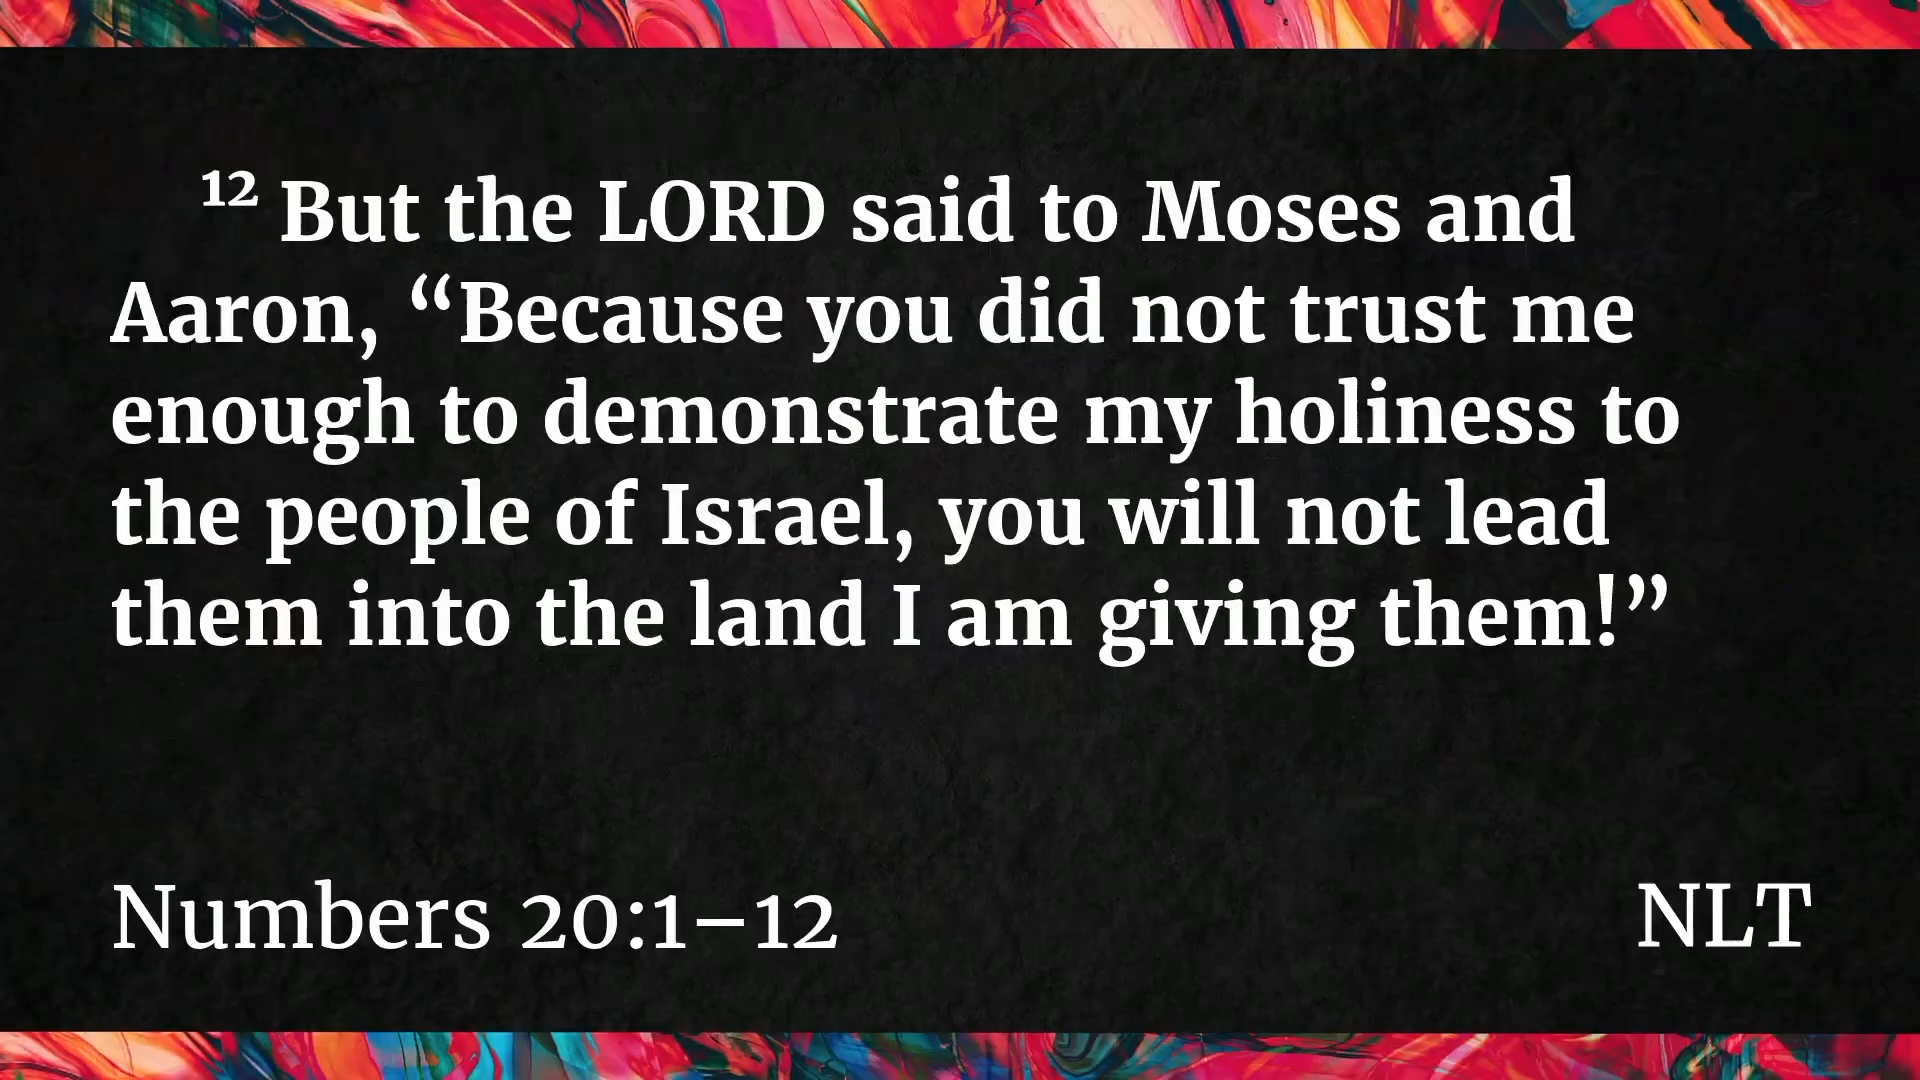 12 But the LORD said to Moses and
Aaron, “Because you did not trust me
enough to demonstrate my holiness to
the people of Israel, you will not lead
them into the land I am giving them!”
Numbers 20:1–12
NLT